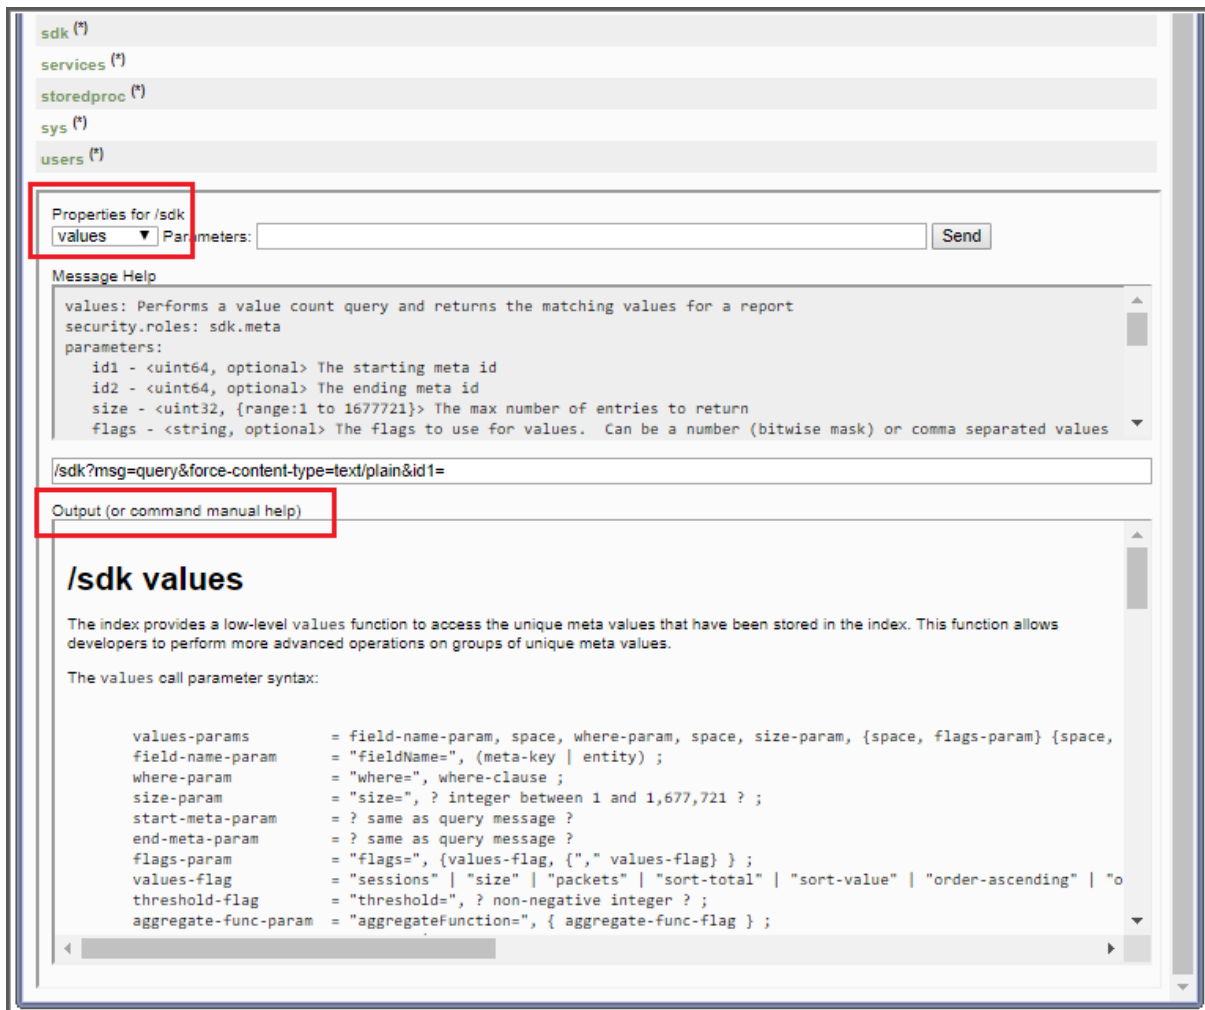 sdk (*)
services (*)
storedproc (*)
sys (*)
users (*)
Properties for /sdk
values ▼ Parameters: Send
Message Help
values: Performs a value count query and returns the matching values for a report
security.roles: sdk.meta
parameters:
id1 - <uint64, optional> The starting meta id
id2 - <uint64, optional> The ending meta id
size - <uint32, {range:1 to 1677721}> The max number of entries to return
flags - <string, optional> The flags to use for values.  Can be a number (bitwise mask) or comma separated values
/sdk?msg=query&force-content-type=text/plain&id1=
Output (or command manual help)
/sdk values
The index provides a low-level values function to access the unique meta values that have been stored in the index. This function allows
developers to perform more advanced operations on groups of unique meta values.
The values call parameter syntax:
values-params = field-name-param, space, where-param, space, size-param, {space, flags-param} {space,
field-name-param = "fieldName=", (meta-key | entity) ;
where-param = "where=", where-clause ;
size-param = "size=", ? integer between 1 and 1,677,721 ? ;
start-meta-param = ? same as query message ?
end-meta-param = ? same as query message ?
flags-param = "flags=", {values-flag, {"," values-flag} } ;
values-flag = "sessions" | "size" | "packets" | "sort-total" | "sort-value" | "order-ascending" | "o
threshold-flag = "threshold=", ? non-negative integer ? ;
aggregate-func-param = "aggregateFunction=", { aggregate-func-flag } ;